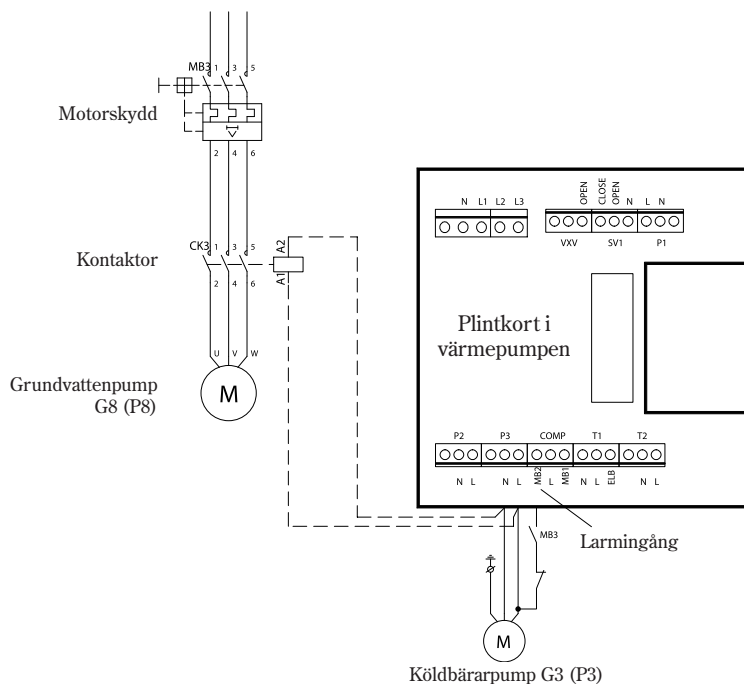 MB3 1 3 5
Motorskydd
2 4 6
CK3 1 3 5
A2
A1
Kontaktor
2 4 6
U V W
M
Grundvattenpump
G8 (P8)
OPEN CLOSE OPEN
N L1 L2 L3
N L N
VXV SV1 P1
Plintkort i
värmepumpen
P2 P3 COMP T1 T2
N L N L MB2 L MB1 N L ELB N L
Larmingång
MB3
M
Köldbärarpump G3 (P3)